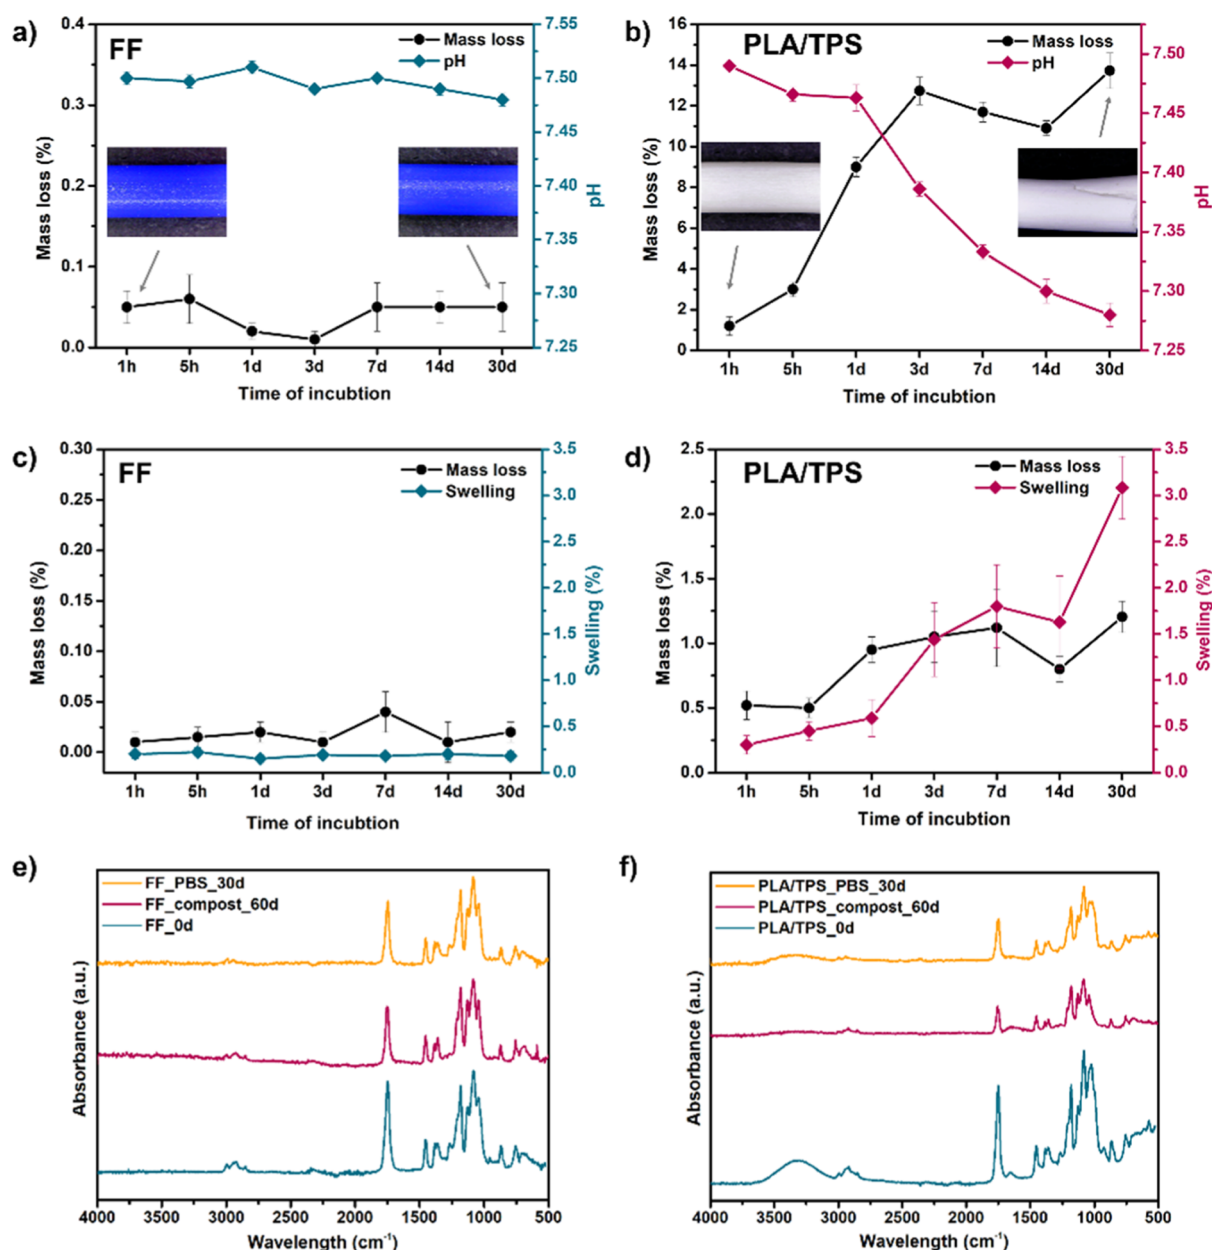 a)
FF
Mass loss
pH
0.4
0.3
0.2
0.1
0.0
Mass loss (%)
7.55
7.50
7.45
7.40
7.35
7.30
7.25
pH
1h 5h 1d 3d 7d 14d 30d
Time of incubtion
b)
PLA/TPS
Mass loss
pH
16
14
12
10
8
6
4
2
0
Mass loss (%)
7.50
7.45
7.40
7.35
7.30
7.25
pH
1h 5h 1d 3d 7d 14d 30d
Time of incubtion
c)
FF
Mass loss
Swelling
0.30
0.25
0.20
0.15
0.10
0.05
0.00
Mass loss (%)
3.5
3.0
2.5
2.0
1.5
1.0
0.5
0.0
Swelling (%)
1h 5h 1d 3d 7d 14d 30d
Time of incubtion
d)
PLA/TPS
Mass loss
Swelling
2.5
2.0
1.5
1.0
0.5
0.0
Mass loss (%)
3.5
3.0
2.5
2.0
1.5
1.0
0.5
0.0
Swelling (%)
1h 5h 1d 3d 7d 14d 30d
Time of incubtion
e)
FF_PBS_30d
FF_compost_60d
FF_0d
Absorbance (a.u.)
4000 3500 3000 2500 2000 1500 1000 500
Wavelength (cm⁻¹)
f)
PLA/TPS_PBS_30d
PLA/TPS_compost_60d
PLA/TPS_0d
Absorbance (a.u.)
4000 3500 3000 2500 2000 1500 1000 500
Wavelength (cm⁻¹)